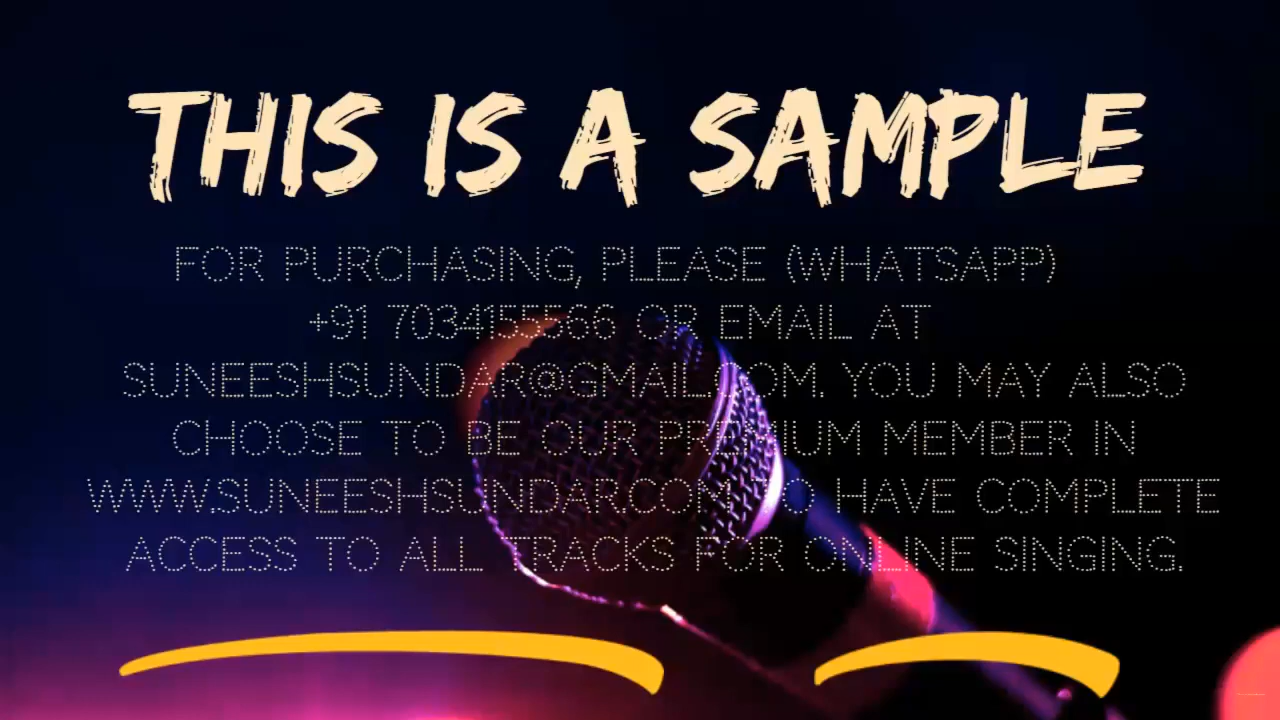 THIS IS A SAMPLE
FOR PURCHASING, PLEASE (WHATSAPP)
+91 7034155566 OR EMAIL AT
SUNEESHSUNDAR@GMAIL.COM. YOU MAY ALSO
CHOOSE TO BE OUR PREMIUM MEMBER IN
WWW.SUNEESHSUNDAR.COM TO HAVE COMPLETE
ACCESS TO ALL TRACKS FOR ONLINE SINGING.